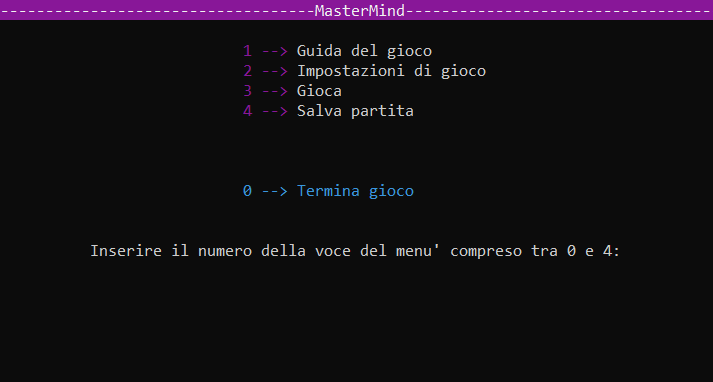 -----------------------------------MasterMind----------------------------------
1 --> Guida del gioco
2 --> Impostazioni di gioco
3 --> Gioca
4 --> Salva partita
0 --> Termina gioco
Inserire il numero della voce del menu' compreso tra 0 e 4: